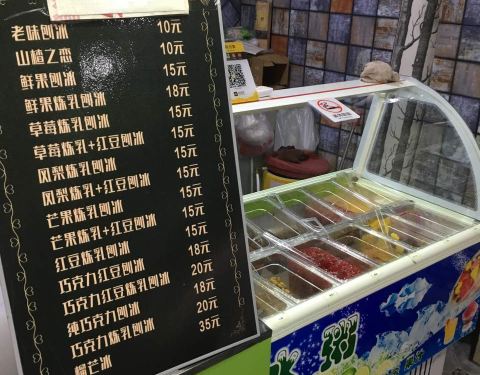 老味刨冰 10元
山楂之恋 10元
鲜果刨冰 15元
鲜果炼乳刨冰 18元
草莓炼乳刨冰 15元
草莓炼乳+红豆刨冰 15元
凤梨炼乳刨冰 15元
凤梨炼乳+红豆刨冰 15元
芒果炼乳刨冰 15元
芒果炼乳+红豆刨冰 15元
红豆炼乳刨冰 15元
巧克力红豆刨冰 18元
巧克力红豆炼乳刨冰 20元
纯巧克力刨冰 18元
巧克力炼乳刨冰 20元
榴芒冰 35元